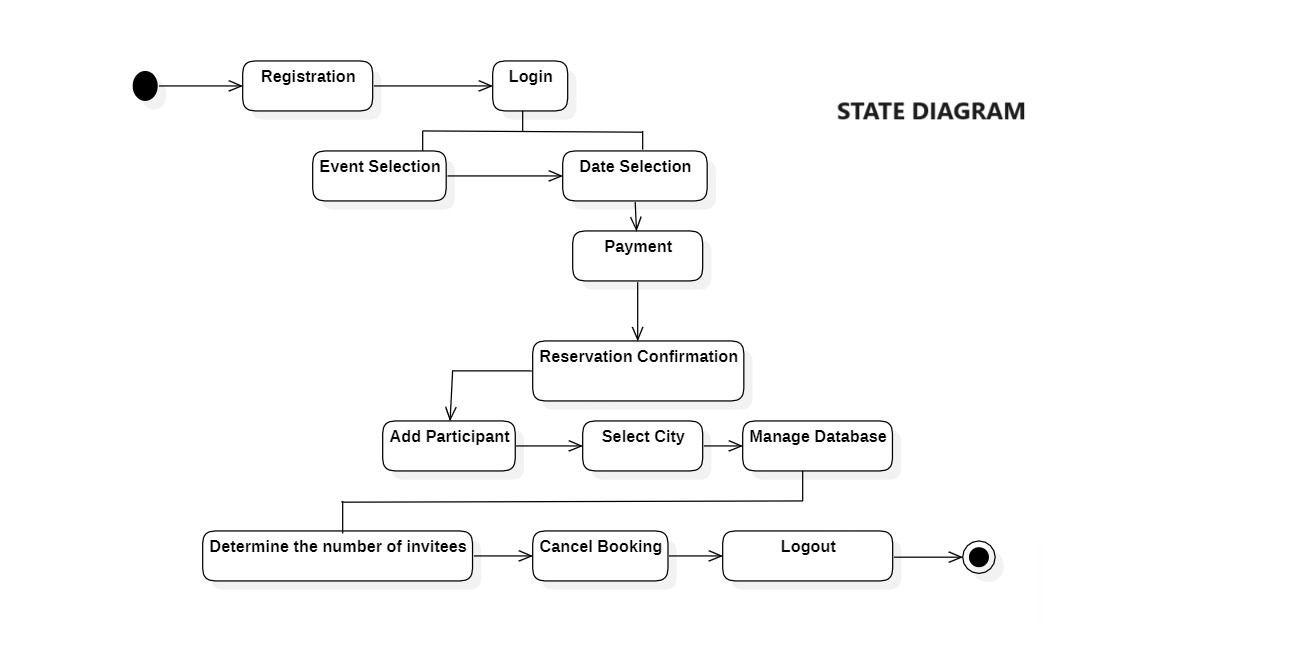 Registration
Login
STATE DIAGRAM
Event Selection
Date Selection
Payment
Reservation Confirmation
Add Participant
Select City
Manage Database
Determine the number of invitees
Cancel Booking
Logout